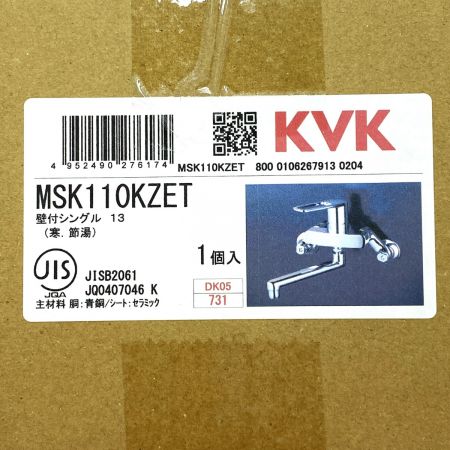 4 952490 276174
MSK110KZET 800 0106267913 0204
KVK
MSK110KZET
壁付シングル 13
(寒.節湯)
1個入
JIS
JQA
JISB2061
JQ0407046 K
DK05
731
主材料 胴:青銅/シート:セラミック